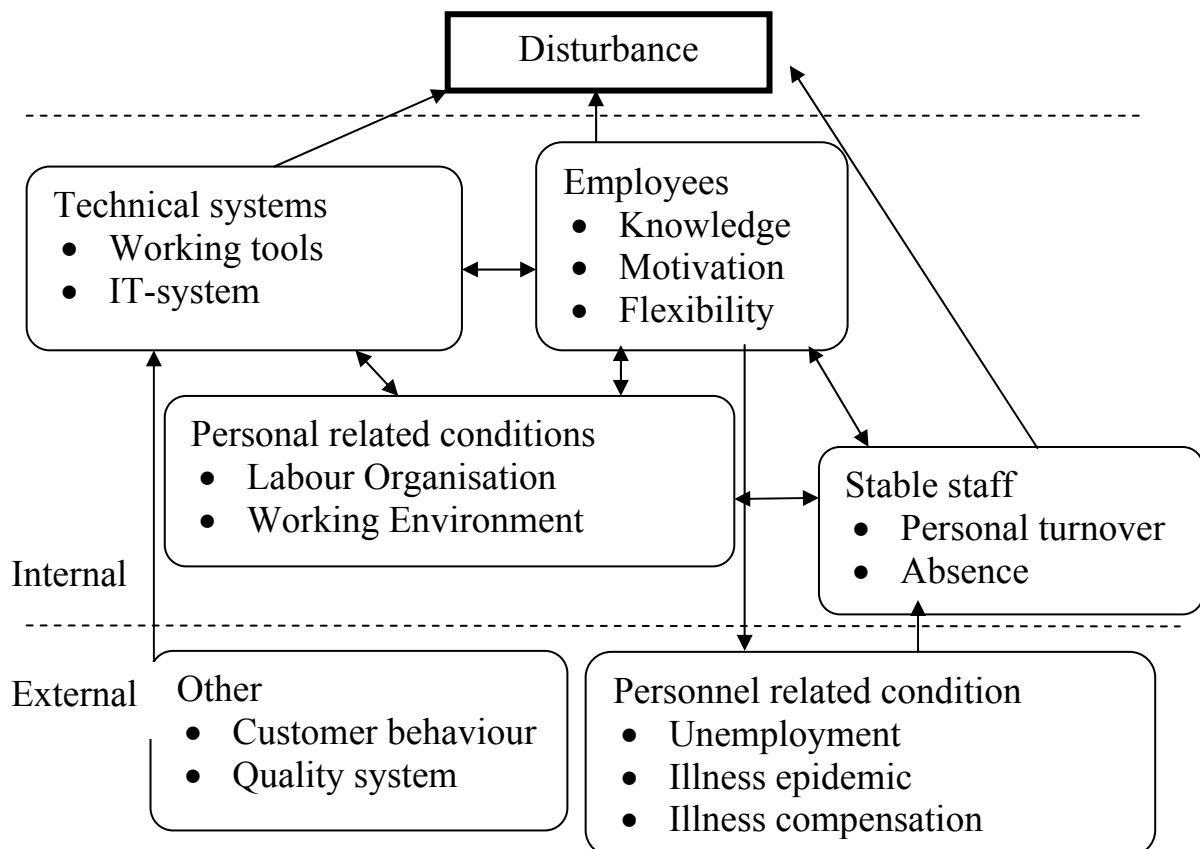 Disturbance
Technical systems
• Working tools
• IT-system
Employees
• Knowledge
• Motivation
• Flexibility
Personal related conditions
• Labour Organisation
• Working Environment
Stable staff
• Personal turnover
• Absence
Internal
External
Other
• Customer behaviour
• Quality system
Personnel related condition
• Unemployment
• Illness epidemic
• Illness compensation